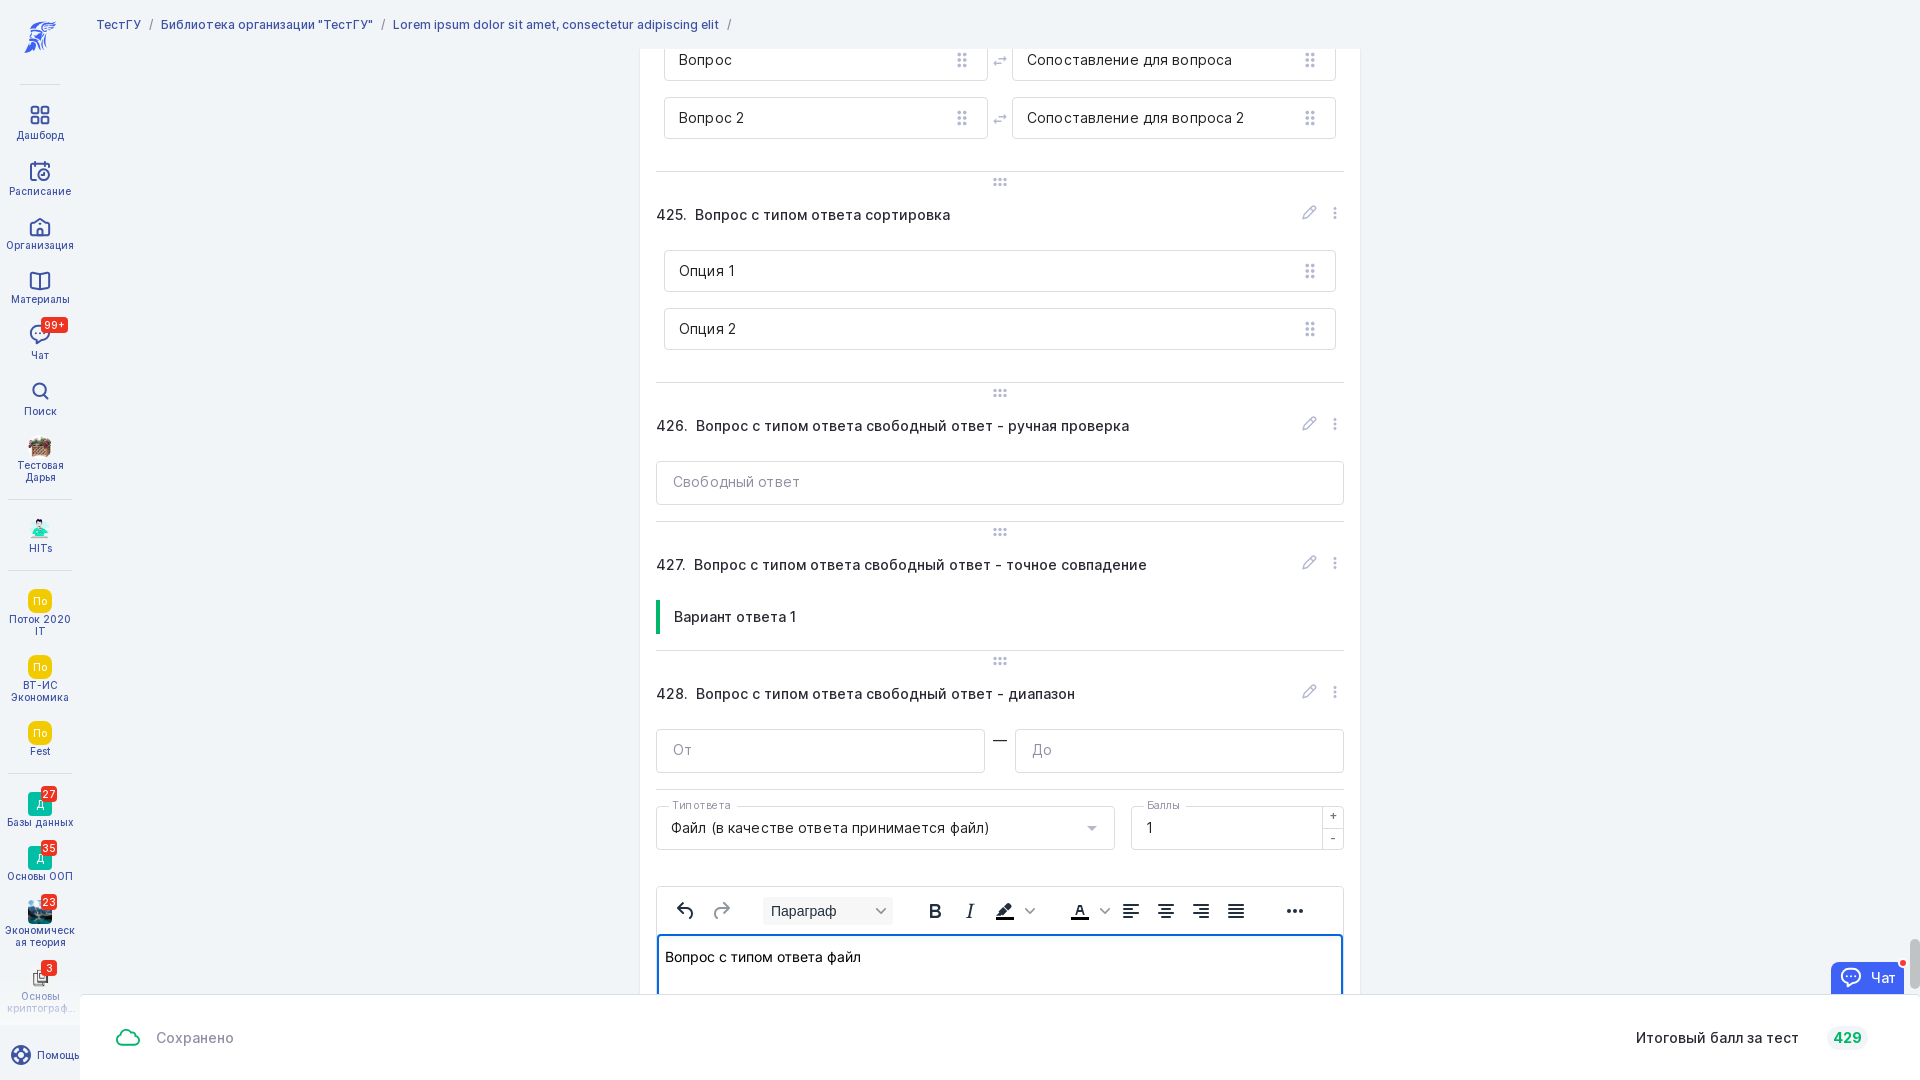 ТестГУ / Библиотека организации "ТестГУ" / Lorem ipsum dolor sit amet, consectetur adipiscing elit /
Дашборд
Расписание
Организация
Материалы
99+
Чат
Поиск
Тестовая
Дарья
HITs
По
Поток 2020
IT
По
ВТ-ИС
Экономика
По
Fest
27
Д
Базы данных
35
Д
Основы ООП
23
Экономическ
ая теория
3
Основы
криптограф...
Помощь
Вопрос
Сопоставление для вопроса
Вопрос 2
Сопоставление для вопроса 2
425. Вопрос с типом ответа сортировка
Опция 1
Опция 2
426. Вопрос с типом ответа свободный ответ - ручная проверка
Свободный ответ
427. Вопрос с типом ответа свободный ответ - точное совпадение
Вариант ответа 1
428. Вопрос с типом ответа свободный ответ - диапазон
От — До
Тип ответа
Файл (в качестве ответа принимается файл)
Баллы
1
+
-
Параграф
B I A
Вопрос с типом ответа файл
Чат
Сохранено
Итоговый балл за тест 429